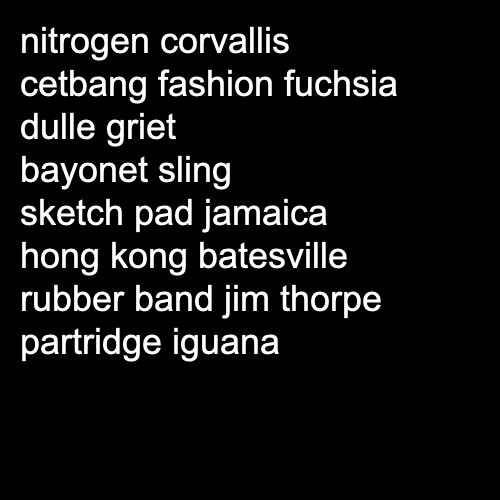 nitrogen corvallis
cetbang fashion fuchsia
dulle griet
bayonet sling
sketch pad jamaica
hong kong batesville
rubber band jim thorpe
partridge iguana